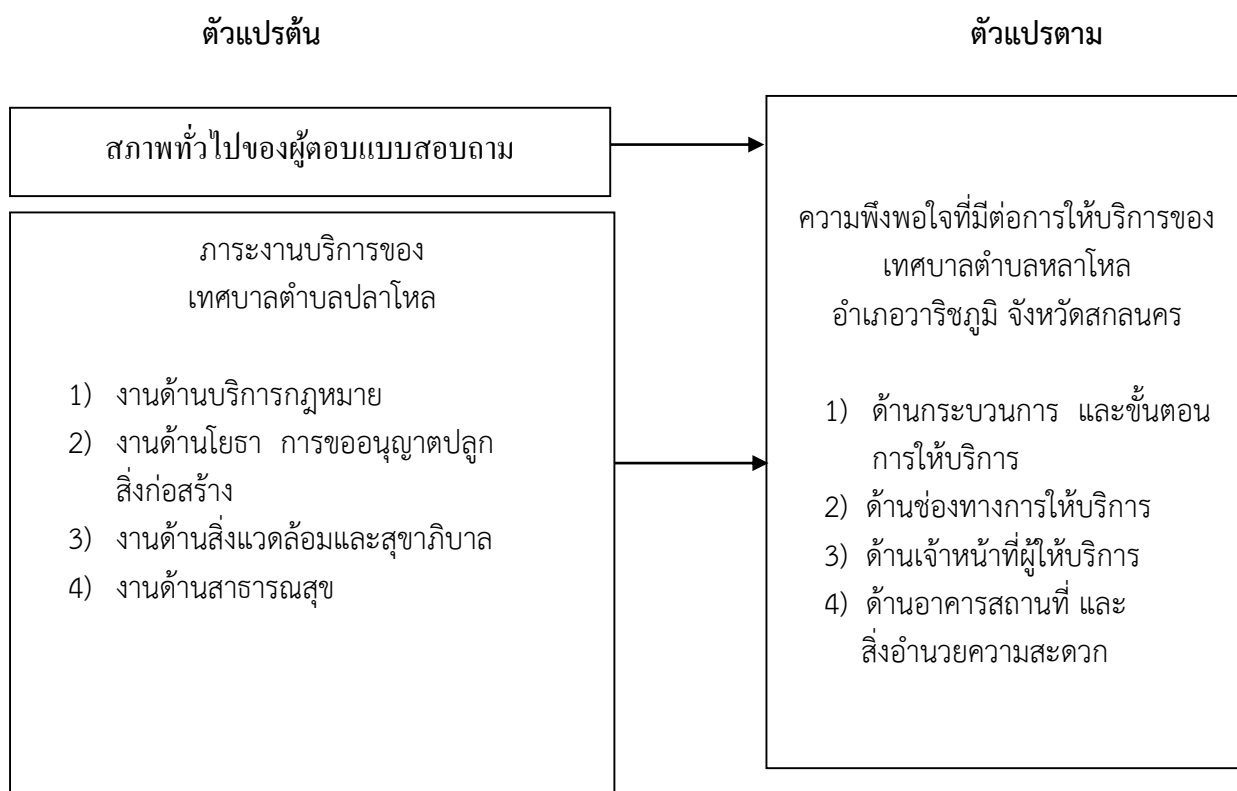 ตัวแปรต้น
ตัวแปรตาม
สภาพทั่วไปของผู้ตอบแบบสอบถาม
ภาระงานบริการของ
เทศบาลตำบลปลาโหล
1) งานด้านบริการกฎหมาย
2) งานด้านโยธา การขออนุญาตปลูก
สิ่งก่อสร้าง
3) งานด้านสิ่งแวดล้อมและสุขาภิบาล
4) งานด้านสาธารณสุข
ความพึงพอใจที่มีต่อการให้บริการของ
เทศบาลตำบลหลาโหล
อำเภอวาริชภูมิ จังหวัดสกลนคร
1) ด้านกระบวนการ และขั้นตอน
การให้บริการ
2) ด้านช่องทางการให้บริการ
3) ด้านเจ้าหน้าที่ผู้ให้บริการ
4) ด้านอาคารสถานที่ และ
สิ่งอำนวยความสะดวก